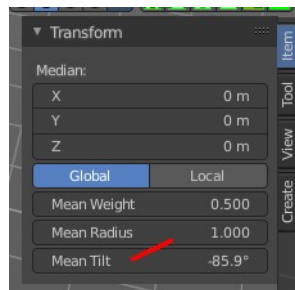 Transform
Median:
X 0 m
Y 0 m
Z 0 m
Global Local
Mean Weight 0.500
Mean Radius 1.000
Mean Tilt -85.9°
Item
Tool
View
Create